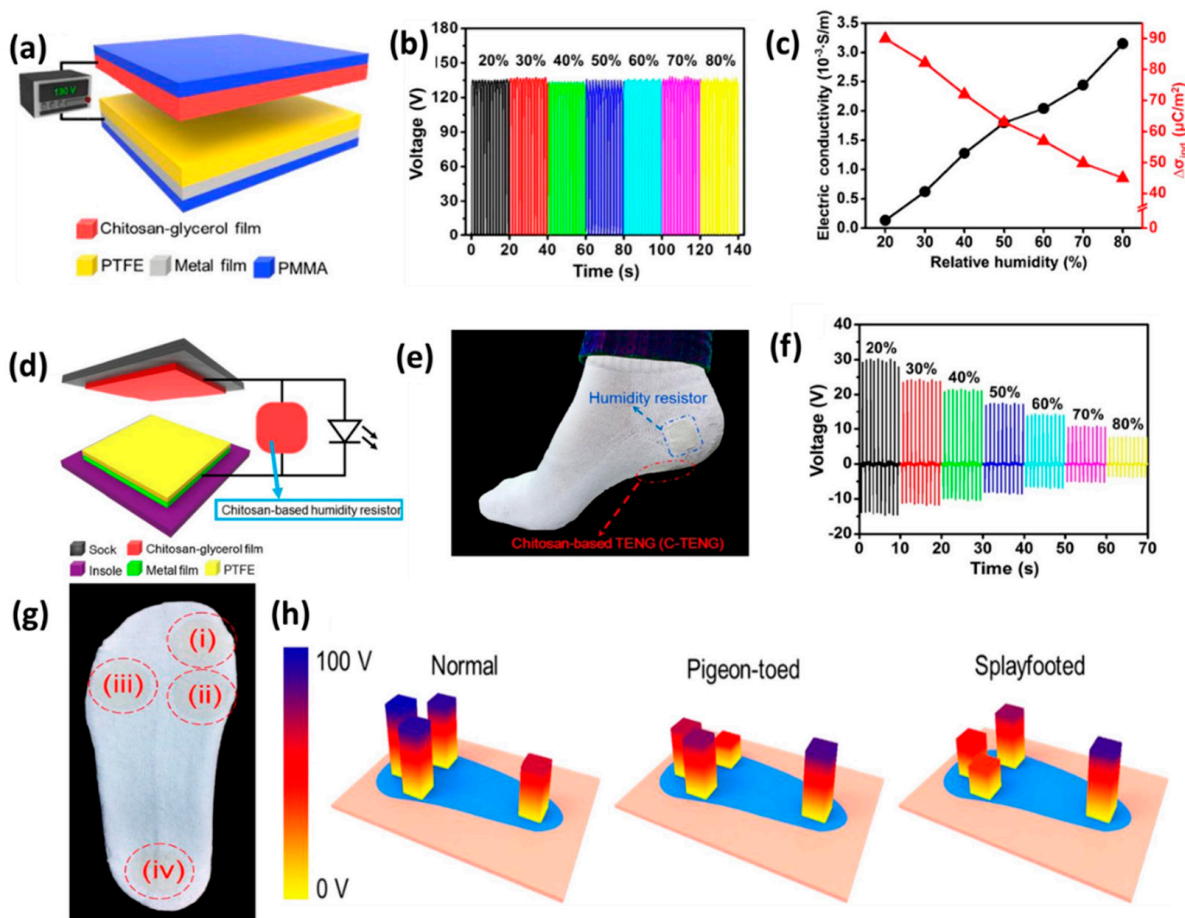 (a)
130 V
Chitosan-glycerol film
PTFE Metal film PMMA
(b)
180
135
90
45
0
Voltage (V)
20% 30% 40% 50% 60% 70% 80%
0 20 40 60 80 100 120 140
Time (s)
(c)
3.5
3.0
2.5
2.0
1.5
1.0
0.5
0.0
Electric conductivity (10⁻³·S/m)
20 30 40 50 60 70 80
Relative humidity (%)
90
80
70
60
50
40
0
Δσind (μC/m²)
(d)
Chitosan-based humidity resistor
Sock Chitosan-glycerol film
Insole Metal film PTFE
(e)
Humidity resistor
Chitosan-based TENG (C-TENG)
(f)
40
30
20
10
0
-10
-20
Voltage (V)
20%
30%
40%
50%
60%
70%
80%
0 10 20 30 40 50 60 70
Time (s)
(g)
(i)
(iii)
(ii)
(iv)
(h)
100 V
0 V
Normal
Pigeon-toed
Splayfooted